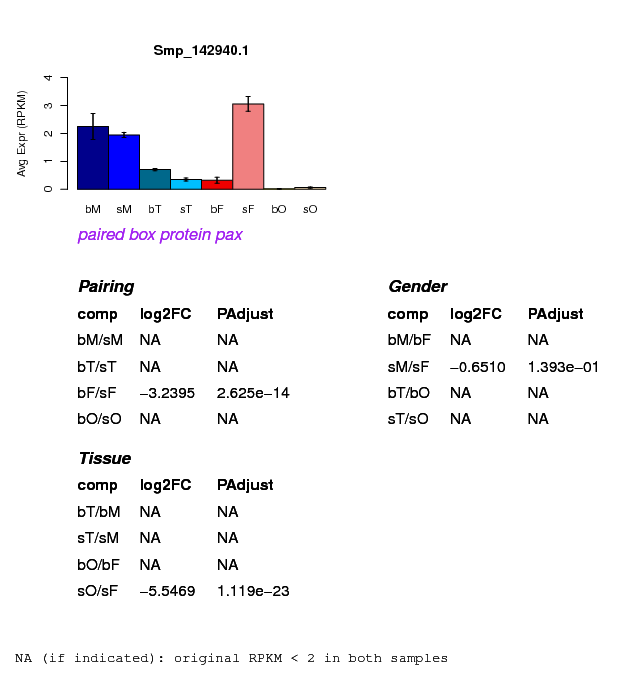 Smp_142940.1
Avg Expr (RPKM)
4
3
2
1
0
bM sM bT sT bF sF bO sO
paired box protein pax
Pairing
comp log2FC PAdjust
bM/sM NA NA
bT/sT NA NA
bF/sF −3.2395 2.625e−14
bO/sO NA NA
Gender
comp log2FC PAdjust
bM/bF NA NA
sM/sF −0.6510 1.393e−01
bT/bO NA NA
sT/sO NA NA
Tissue
comp log2FC PAdjust
bT/bM NA NA
sT/sM NA NA
bO/bF NA NA
sO/sF −5.5469 1.119e−23
NA (if indicated): original RPKM < 2 in both samples